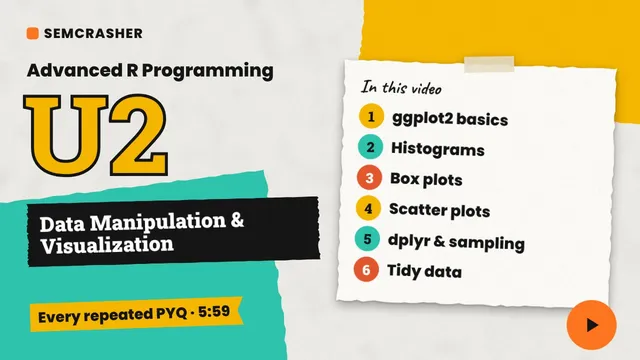 SEMCRASHER
Advanced R Programming
U2
Data Manipulation &
Visualization
Every repeated PYQ · 5:59
In this video
1 ggplot2 basics
2 Histograms
3 Box plots
4 Scatter plots
5 dplyr & sampling
6 Tidy data